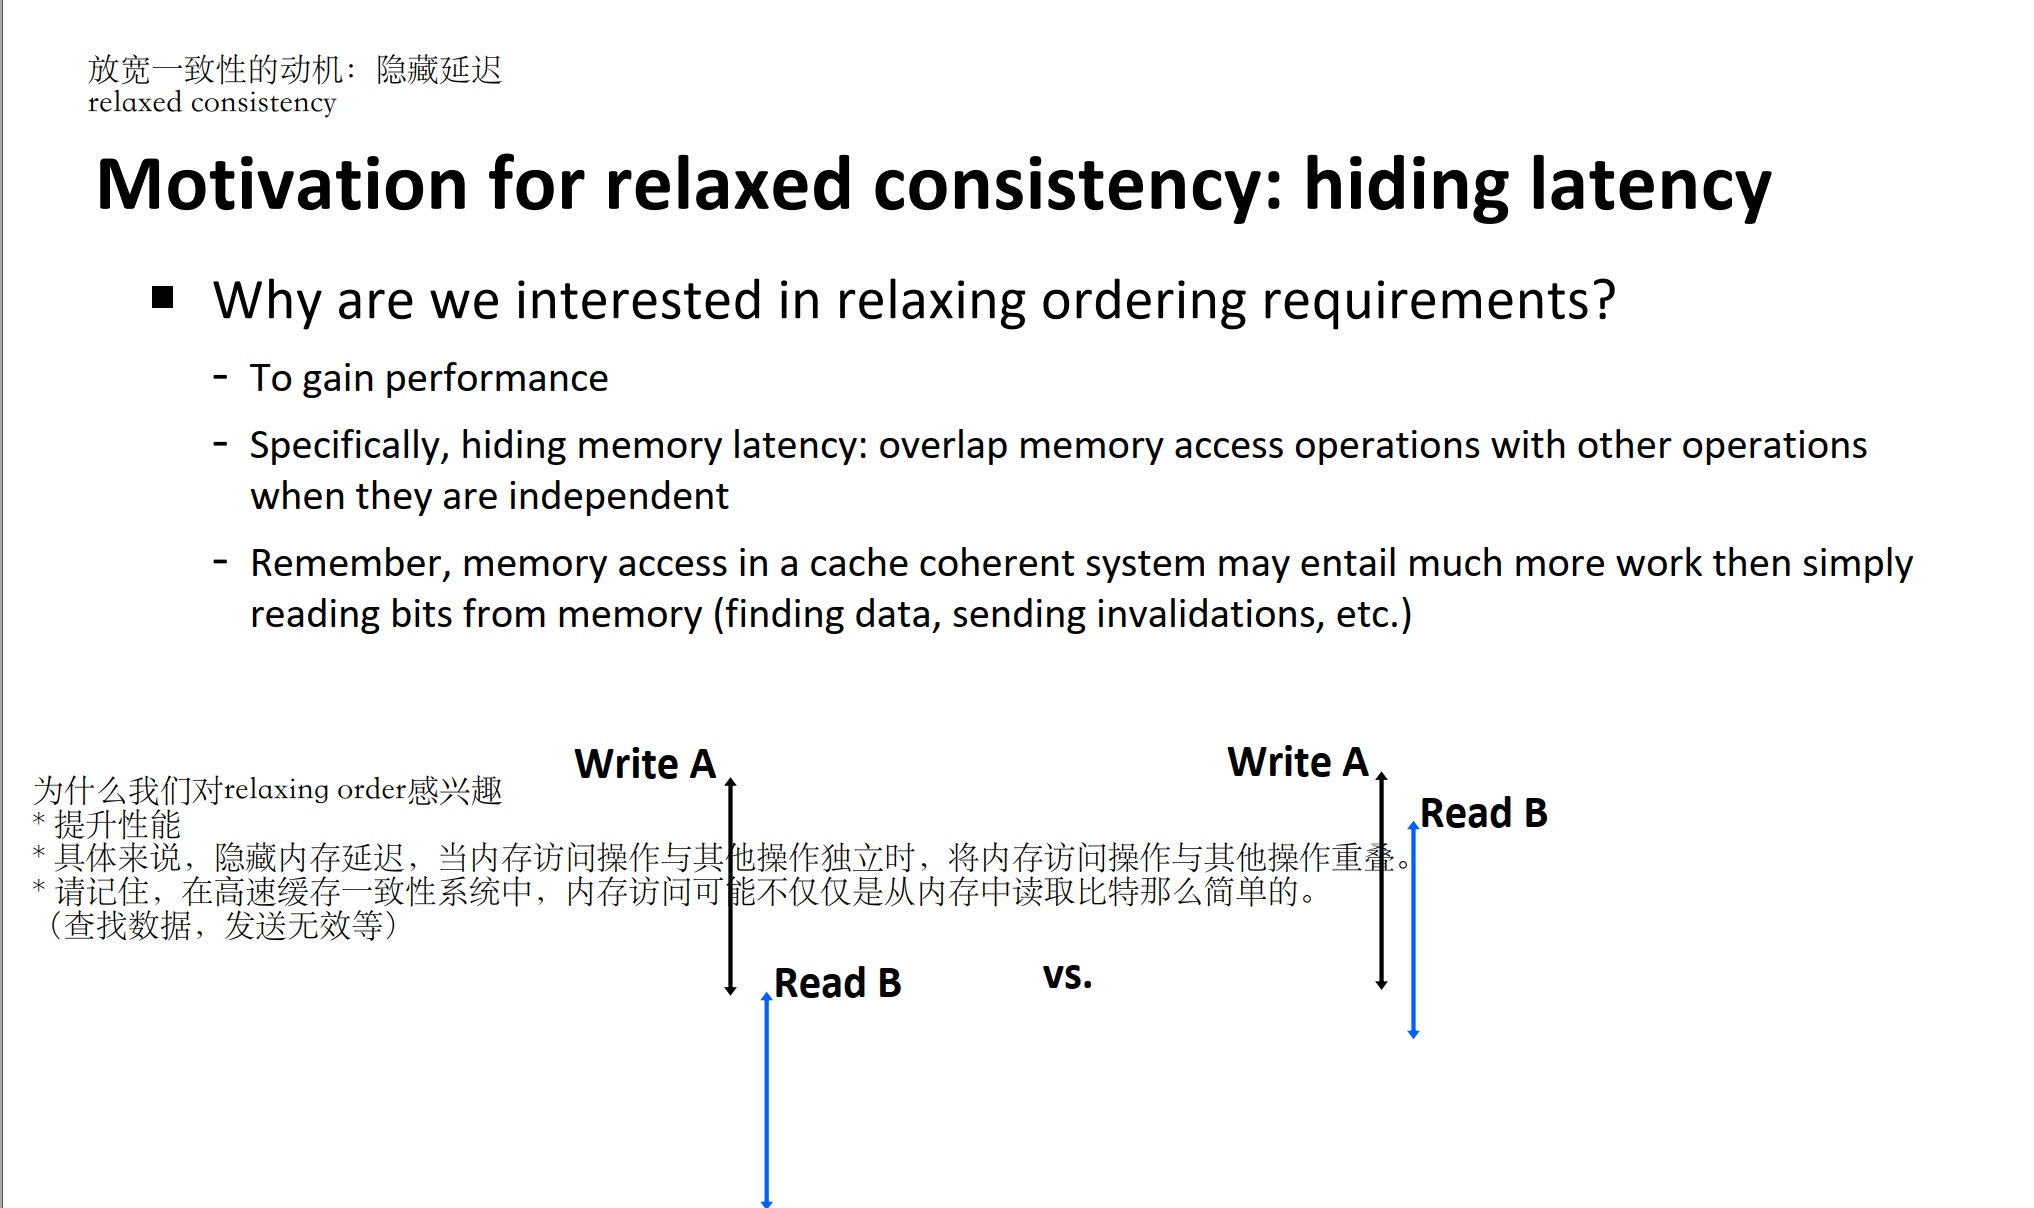 放宽一致性的动机：隐藏延迟
relaxed consistency
Motivation for relaxed consistency: hiding latency
■ Why are we interested in relaxing ordering requirements?
- To gain performance
- Specifically, hiding memory latency: overlap memory access operations with other operations
when they are independent
- Remember, memory access in a cache coherent system may entail much more work then simply
reading bits from memory (finding data, sending invalidations, etc.)
Write A
Write A
Read B
为什么我们对relaxing order感兴趣
* 提升性能
* 具体来说，隐藏内存延迟，当内存访问操作与其他操作独立时，将内存访问操作与其他操作重叠。
* 请记住，在高速缓存一致性系统中，内存访问可能不仅仅是从内存中读取比特那么简单的。
（查找数据，发送无效等）
Read B
vs.